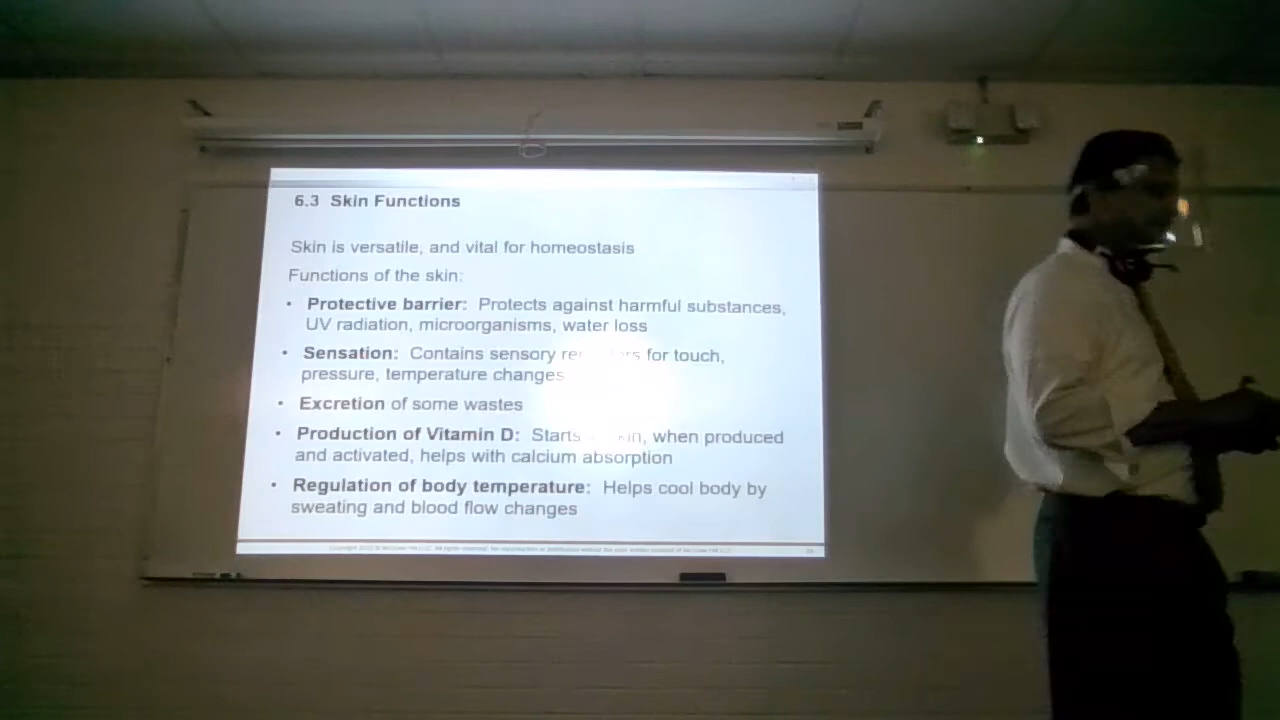 6.3 Skin Functions
Skin is versatile, and vital for homeostasis
Functions of the skin:
• Protective barrier: Protects against harmful substances,
UV radiation, microorganisms, water loss
• Sensation: Contains sensory for touch,
pressure, temperature changes
• Excretion of some wastes
• Production of Vitamin D: Starts when produced
and activated, helps with calcium absorption
• Regulation of body temperature: Helps cool body by
sweating and blood flow changes